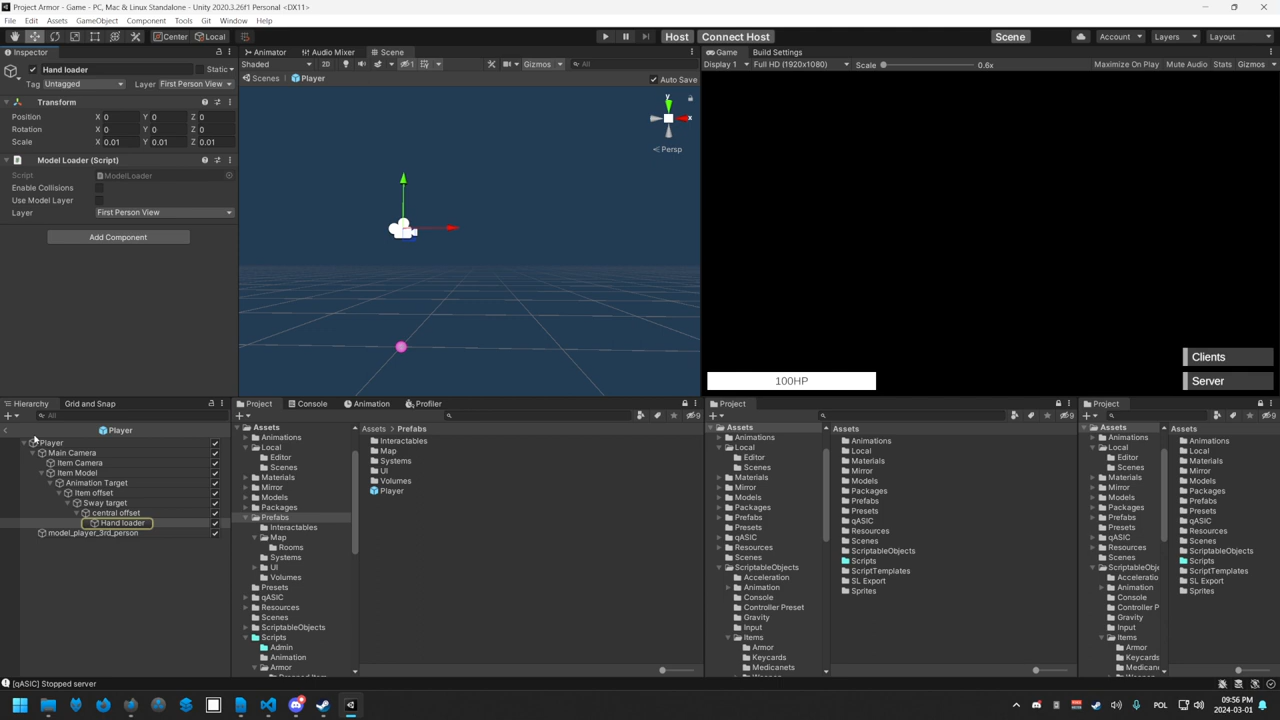 Project Armor - Game - PC, Mac & Linux Standalone - Unity 2020.3.26f1 Personal <DX11>
File Edit Assets GameObject Component Tools Git Window Help
Center Local Host Connect Host Scene Account Layers Layout
Inspector
Hand loader Static
Tag Untagged Layer First Person View
Transform
Position X 0 Y 0 Z 0
Rotation X 0 Y 0 Z 0
Scale X 0.01 Y 0.01 Z 0.01
Model Loader (Script)
Script ModelLoader
Enable Collisions
Use Model Layer
Layer First Person View
Add Component
Animator Audio Mixer Scene
Shaded 2D 1 Gizmos All
Scenes Player Auto Save
y
x
Persp
Game Build Settings
Display 1 Full HD (1920x1080) Scale 0.6x Maximize On Play Mute Audio Stats Gizmos
100HP
Clients
Server
Hierarchy Grid and Snap
All
Player
Player
Main Camera
Item Camera
Item Model
Animation Target
Item offset
Sway target
central offset
Hand loader
model_player_3rd_person
Project Console Animation Profiler
9
Assets
Animations
Local
Editor
Scenes
Materials
Mirror
Models
Packages
Prefabs
Interactables
Map
Rooms
Systems
UI
Volumes
Presets
qASIC
Resources
Scenes
ScriptableObjects
Scripts
Admin
Animation
Armor
Assets > Prefabs
Interactables
Map
Systems
UI
Volumes
Player
Project
9
Assets
Animations
Local
Editor
Scenes
Materials
Mirror
Models
Packages
Prefabs
Presets
qASIC
Resources
Scenes
ScriptableObjects
Acceleration
Animation
Console
Controller Preset
Gravity
Input
Items
Armor
Keycards
Medicanets
Assets
Animations
Local
Materials
Mirror
Models
Packages
Prefabs
Presets
qASIC
Resources
Scenes
ScriptableObjects
Scripts
ScriptTemplates
SL Export
Sprites
Project
9
Assets
Animations
Local
Editor
Scenes
Materials
Mirror
Models
Packages
Prefabs
Presets
qASIC
Resources
Scenes
ScriptableObje
Acceleratio
Animation
Console
Controller P
Gravity
Input
Items
Armor
Keycards
Medicane
Assets
Animations
Local
Materials
Mirror
Models
Packages
Prefabs
Presets
qASIC
Resources
Scenes
ScriptableObjects
Scripts
ScriptTemplates
SL Export
Sprites
[qASIC] Stopped server
POL 09:56 PM
2024-03-01